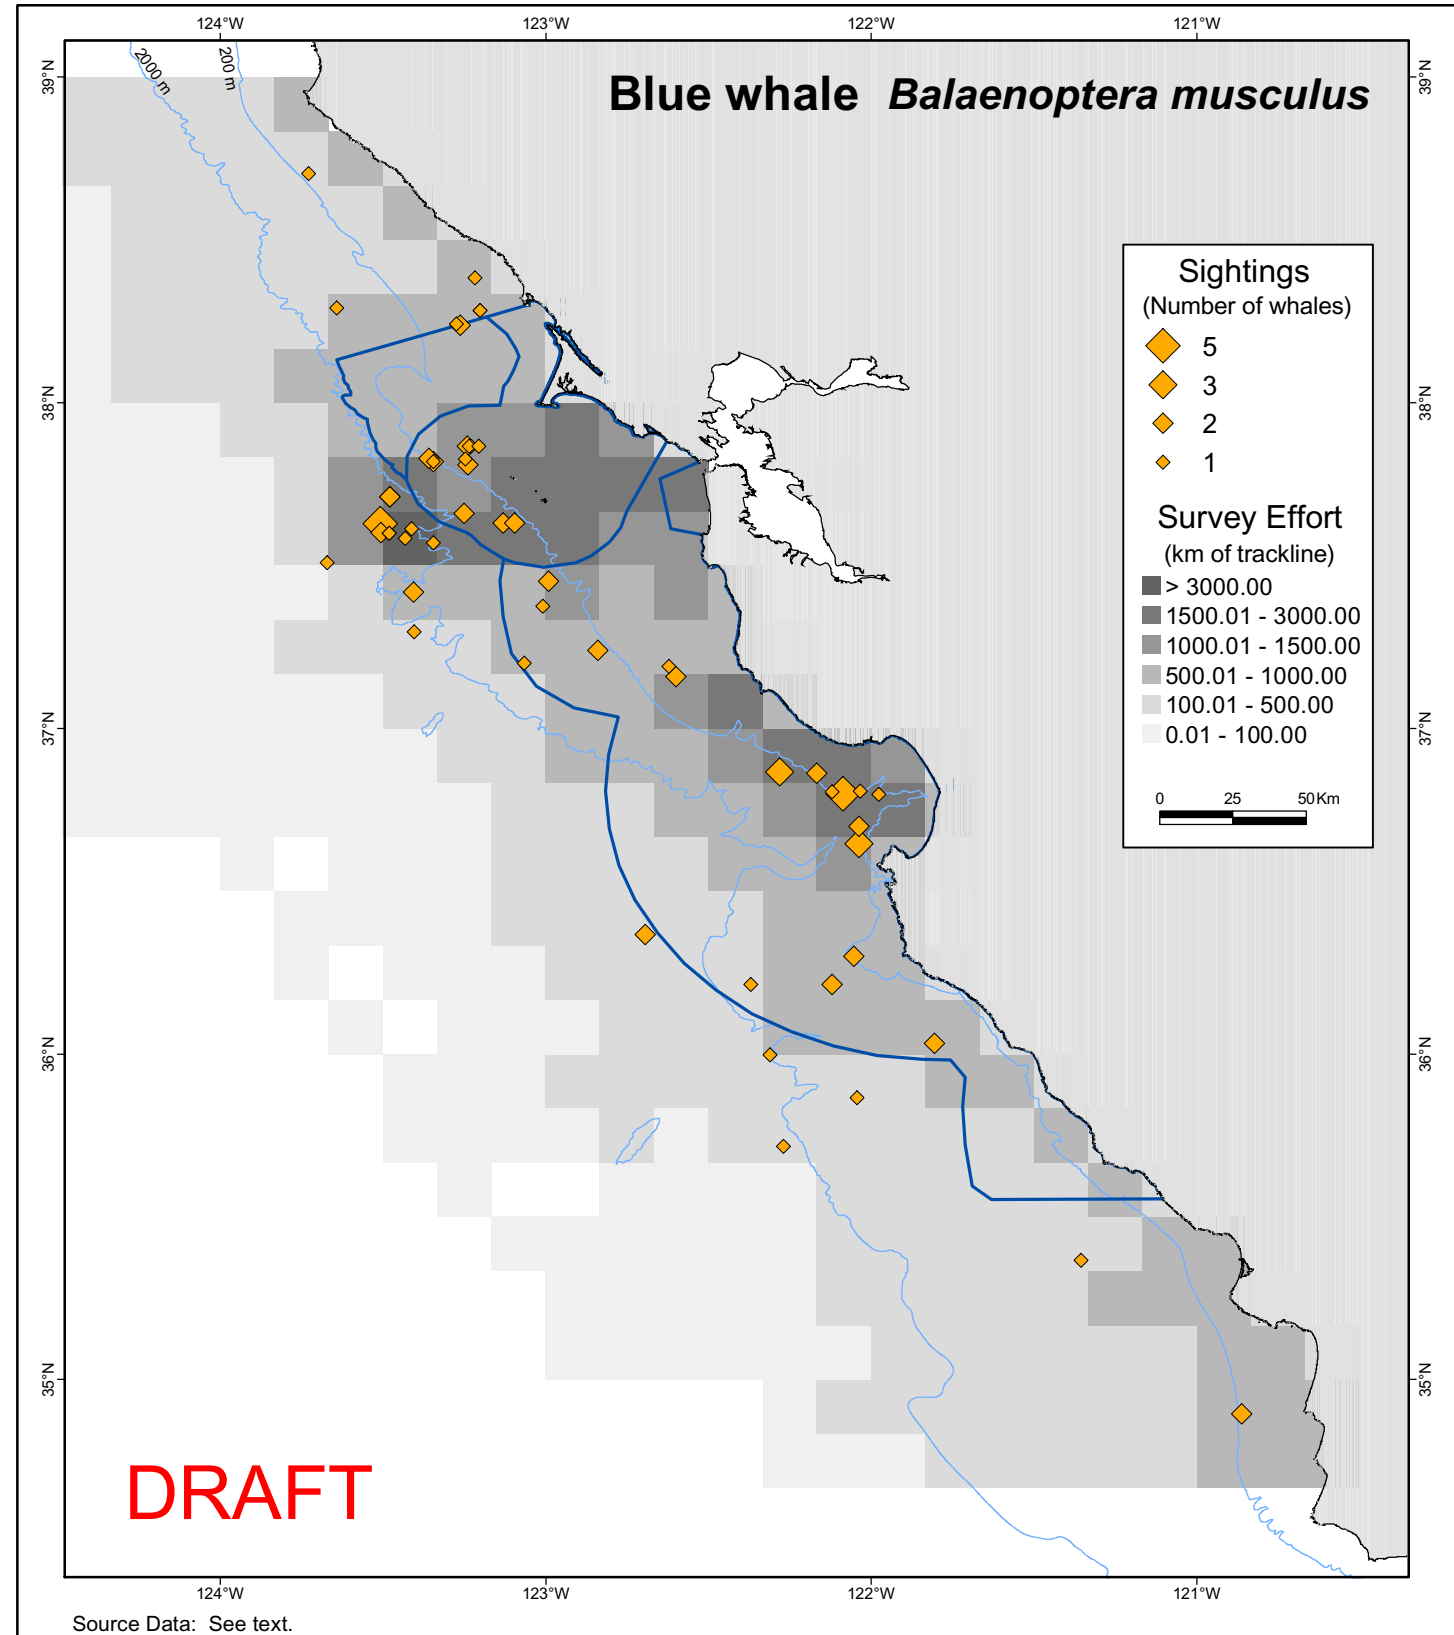 124°W 123°W 122°W 121°W
Blue whale Balaenoptera musculus
2000 m
200 m
39°N
39°N
38°N
38°N
37°N
37°N
36°N
36°N
35°N
35°N
Sightings
(Number of whales)
5
3
2
1
Survey Effort
(km of trackline)
> 3000.00
1500.01 - 3000.00
1000.01 - 1500.00
500.01 - 1000.00
100.01 - 500.00
0.01 - 100.00
0 25 50 Km
DRAFT
124°W 123°W 122°W 121°W
Source Data: See text.